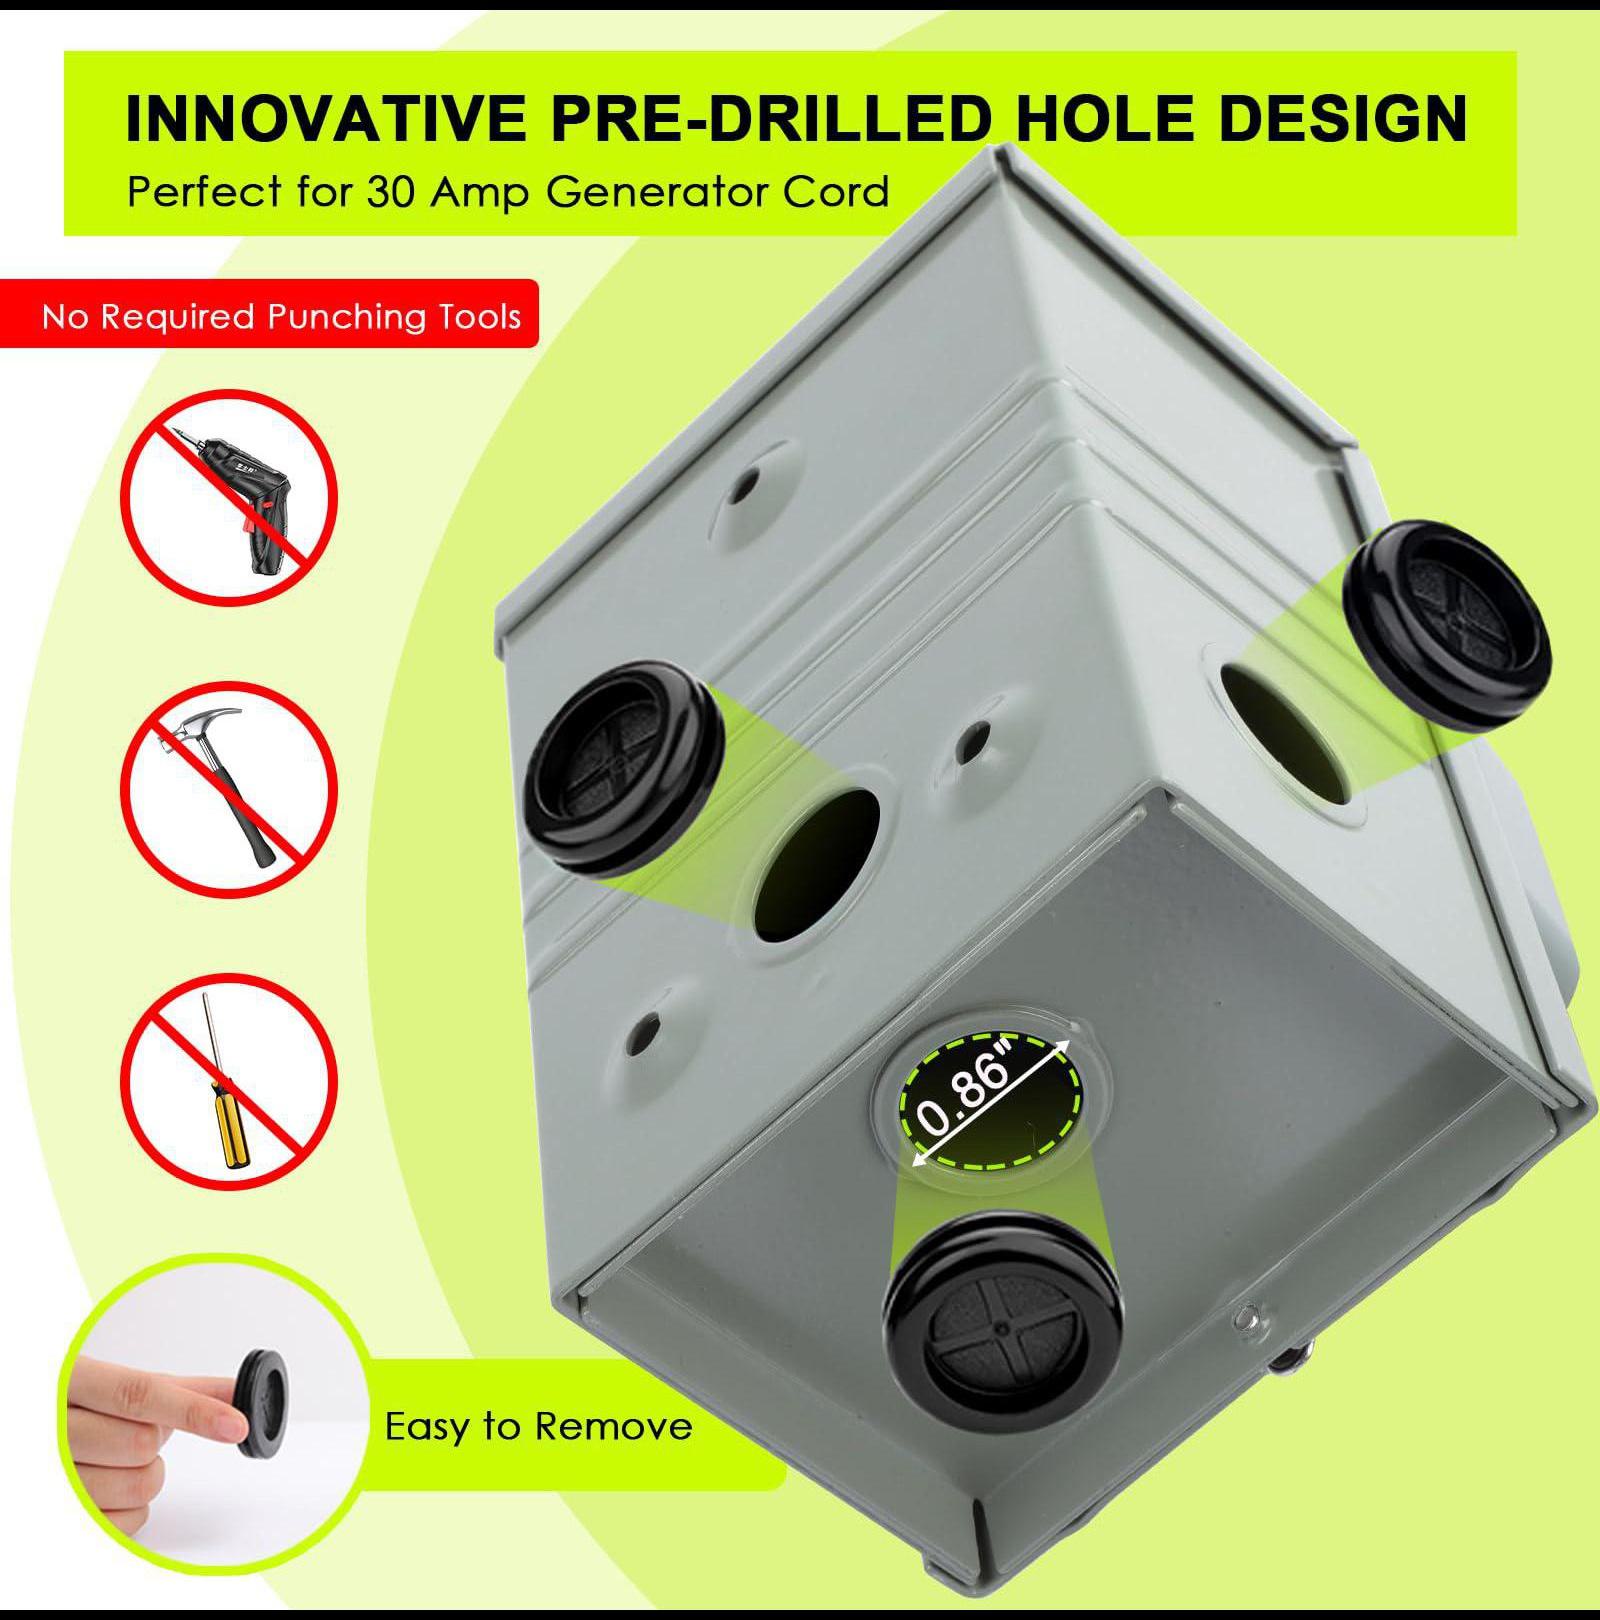 INNOVATIVE PRE-DRILLED HOLE DESIGN
Perfect for 30 Amp Generator Cord
No Required Punching Tools
0.86"
Easy to Remove